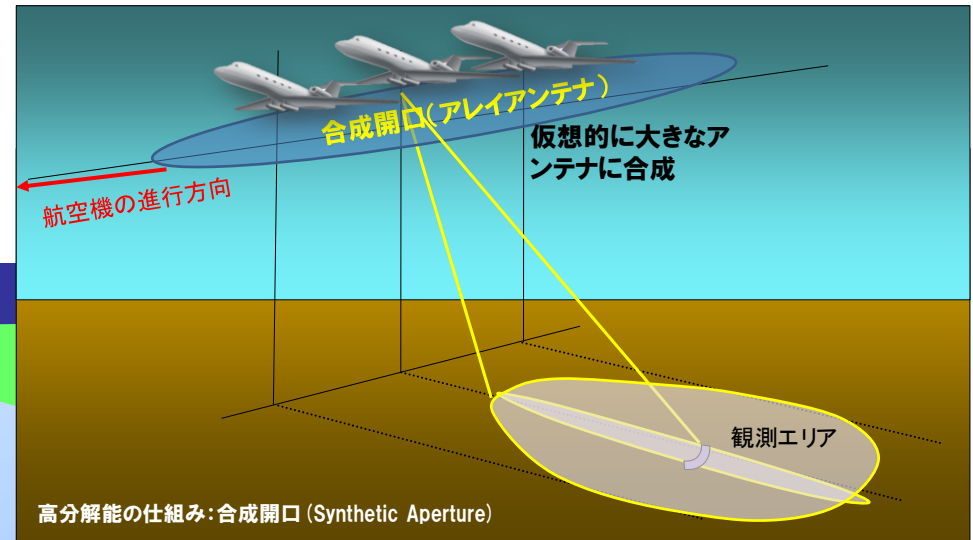 合成開口(アレイアンテナ)
仮想的に大きなア
ンテナに合成
航空機の進行方向
観測エリア
高分解能の仕組み:合成開口(Synthetic Aperture)